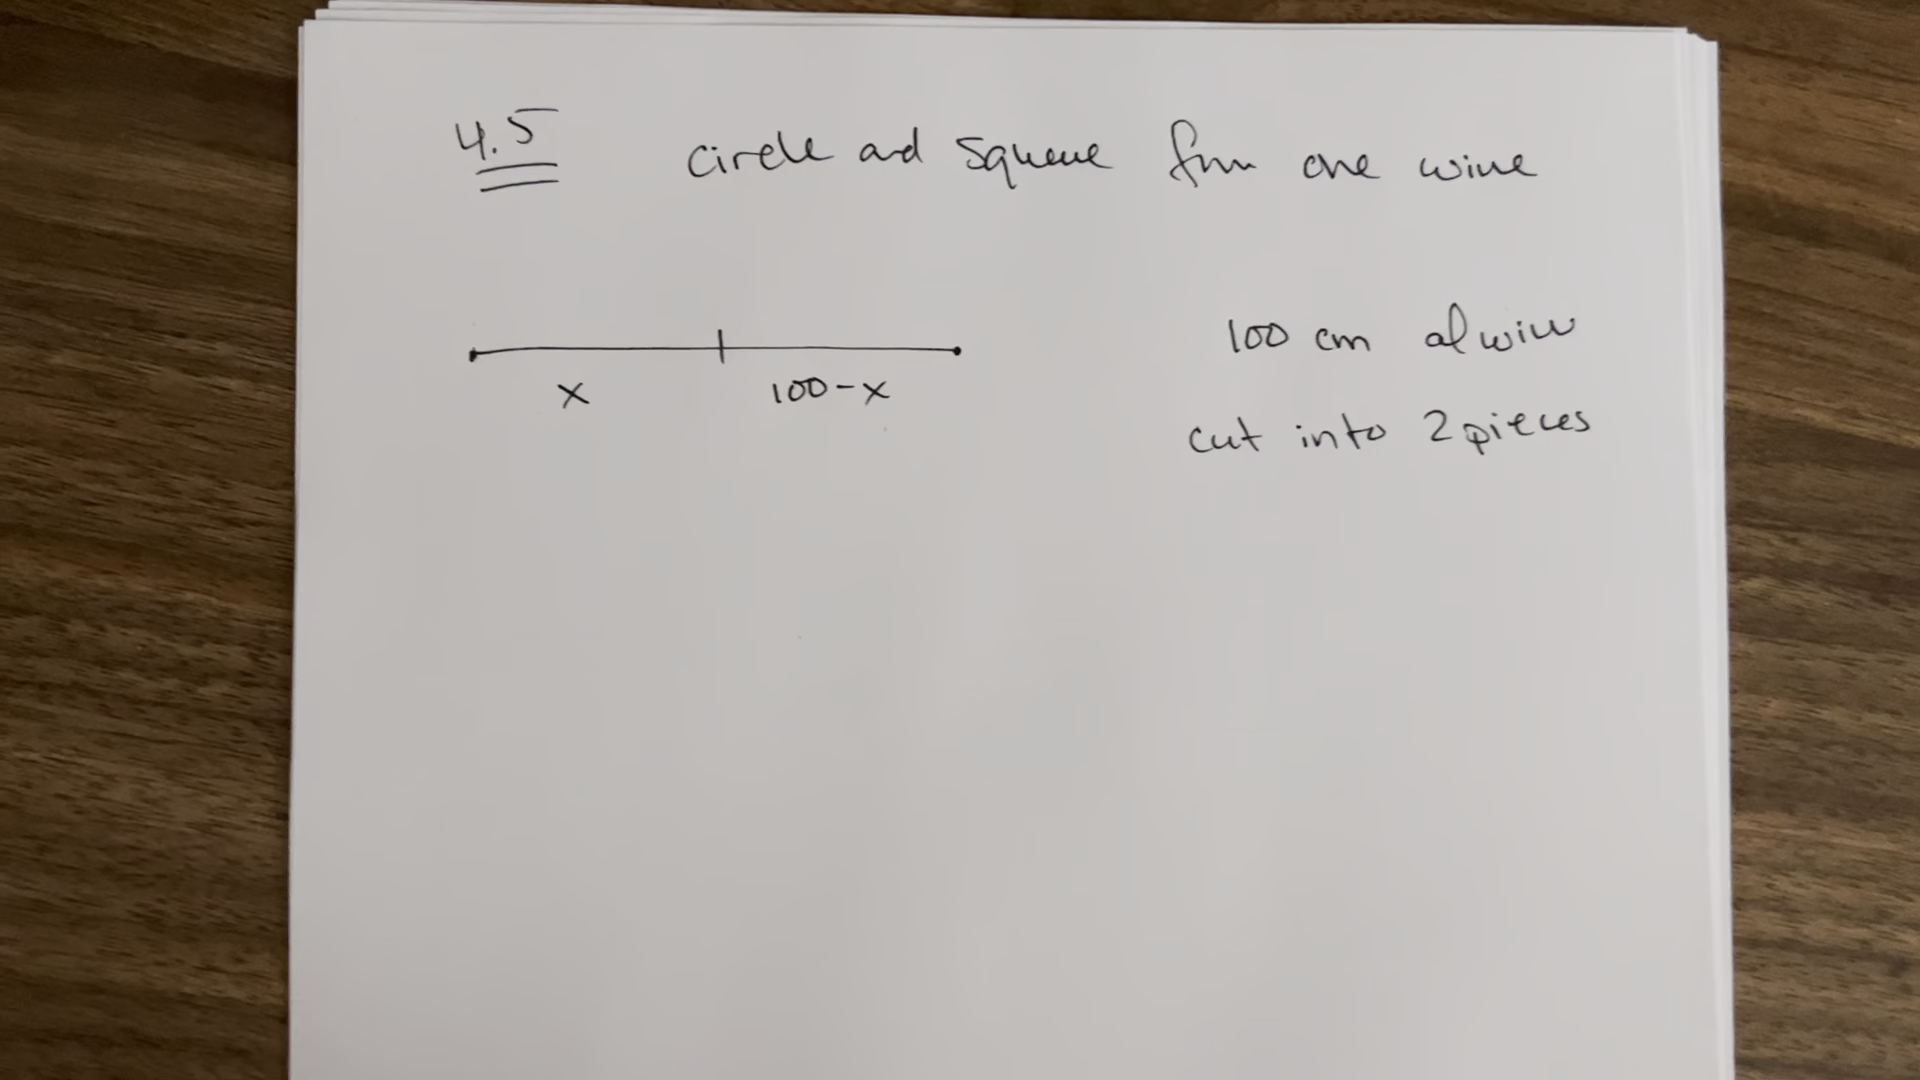 4.5 circle and square from one wire
x 100-x
100 cm of wire
cut into 2 pieces